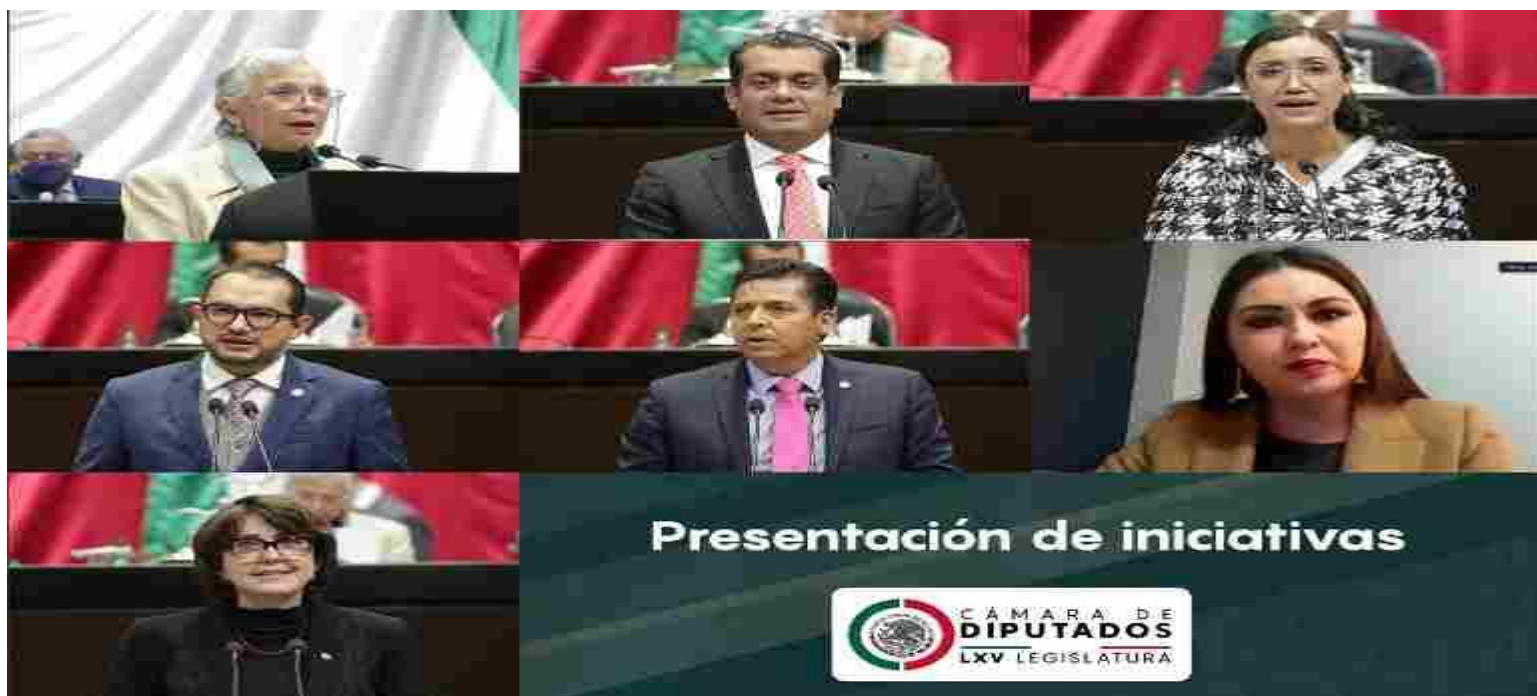 Presentación de iniciativas
CÁMARA DE
DIPUTADOS
LXV LEGISLATURA